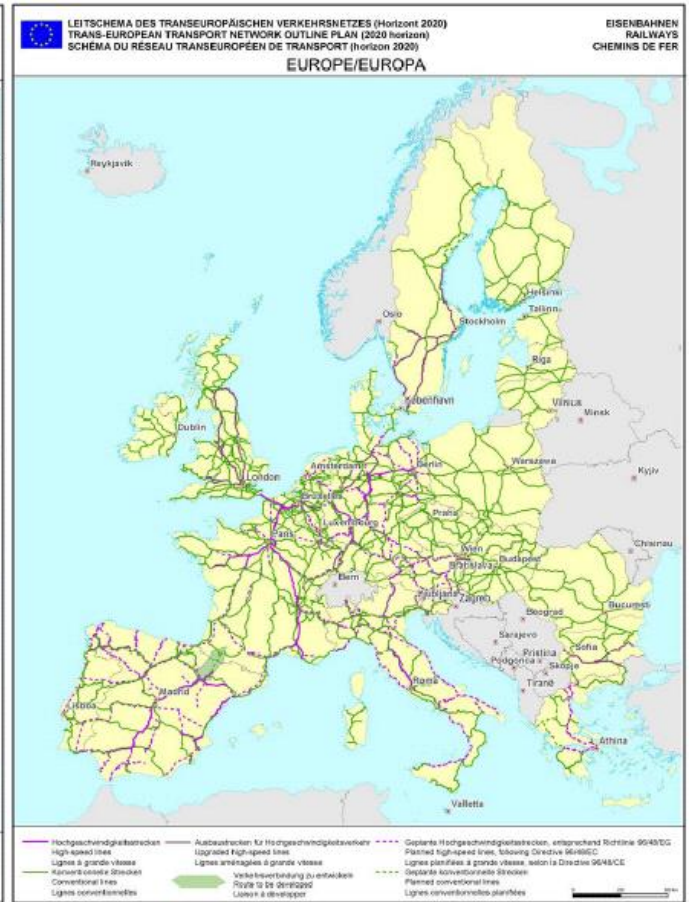 LEITSCHEMA DES TRANSEUROPÄISCHEN VERKEHRSNETZES (Horizont 2020)
TRANS-EUROPEAN TRANSPORT NETWORK OUTLINE PLAN (2020 horizon)
SCHÉMA DU RÉSEAU TRANSEUROPÉEN DE TRANSPORT (horizon 2020)
EISENBAHNEN
RAILWAYS
CHEMINS DE FER
EUROPE/EUROPA
Reykjavik
Helsinki
Oslo
Tallinn
Stockholm
Riga
København
Vilnius
Minsk
Dublin
Amsterdam
Berlin
Warszawa
London
Kyjiv
Praha
Luxembourg
Paris
Wien
Chisinau
Bratislava
Budapest
Bern
Ljubljana
Zagreb
Beograd
Bucuresti
Sarajevo
Sofia
Pristina
Podgorica
Skopje
Roma
Tiranë
Madrid
Lisboa
Athina
Valletta
Hochgeschwindigkeitsstrecken
High-speed lines
Lignes à grande vitesse
Konventionelle Strecken
Conventional lines
Lignes conventionnelles
Ausbaustrecken für Hochgeschwindigkeitsverkehr
Upgraded high-speed lines
Lignes aménagées à grande vitesse
Verkehrsverbindung zu entwickeln
Route to be developed
Liaison à développer
Geplante Hochgeschwindigkeitsstrecken, entsprechend Richtlinie 96/48/EG
Planned high-speed lines, following Directive 96/48/EC
Lignes planifiées à grande vitesse, selon la Directive 96/48/CE
Geplante konventionelle Strecken
Planned conventional lines
Lignes conventionnelles planifiées